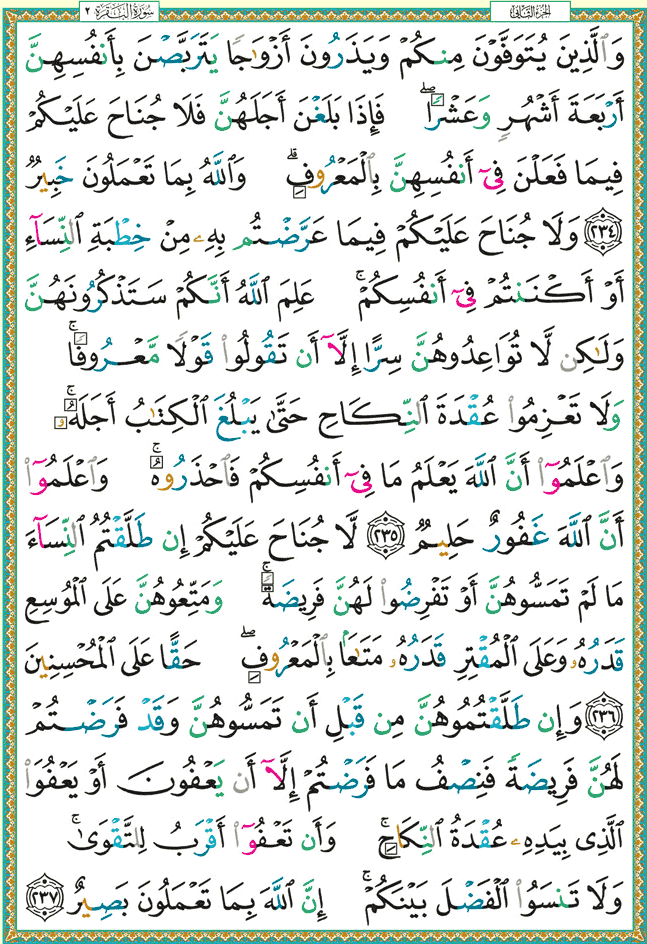 الجزء الثاني
سورة البقرة ٢
وَٱلَّذِينَ يُتَوَفَّوْنَ مِنكُمْ وَيَذَرُونَ أَزْوَٰجًا يَتَرَبَّصْنَ بِأَنفُسِهِنَّ
أَرْبَعَةَ أَشْهُرٍ وَعَشْرًا ۖ فَإِذَا بَلَغْنَ أَجَلَهُنَّ فَلَا جُنَاحَ عَلَيْكُمْ
فِيمَا فَعَلْنَ فِىٓ أَنفُسِهِنَّ بِٱلْمَعْرُوفِ ۗ وَٱللَّهُ بِمَا تَعْمَلُونَ خَبِيرٌ
﴿٢٣٤﴾ وَلَا جُنَاحَ عَلَيْكُمْ فِيمَا عَرَّضْتُم بِهِۦ مِنْ خِطْبَةِ ٱلنِّسَآءِ
أَوْ أَكْنَنتُمْ فِىٓ أَنفُسِكُمْ ۚ عَلِمَ ٱللَّهُ أَنَّكُمْ سَتَذْكُرُونَهُنَّ
وَلَٰكِن لَّا تُوَاعِدُوهُنَّ سِرًّا إِلَّآ أَن تَقُولُوا۟ قَوْلًا مَّعْرُوفًا ۚ
وَلَا تَعْزِمُوا۟ عُقْدَةَ ٱلنِّكَاحِ حَتَّىٰ يَبْلُغَ ٱلْكِتَٰبُ أَجَلَهُۥ ۚ
وَٱعْلَمُوٓا۟ أَنَّ ٱللَّهَ يَعْلَمُ مَا فِىٓ أَنفُسِكُمْ فَٱحْذَرُوهُ ۚ وَٱعْلَمُوٓا۟
أَنَّ ٱللَّهَ غَفُورٌ حَلِيمٌ ﴿٢٣٥﴾ لَّا جُنَاحَ عَلَيْكُمْ إِن طَلَّقْتُمُ ٱلنِّسَآءَ
مَا لَمْ تَمَسُّوهُنَّ أَوْ تَفْرِضُوا۟ لَهُنَّ فَرِيضَةً ۚ وَمَتِّعُوهُنَّ عَلَى ٱلْمُوسِعِ
قَدَرُهُۥ وَعَلَى ٱلْمُقْتِرِ قَدَرُهُۥ مَتَٰعًۢا بِٱلْمَعْرُوفِ ۖ حَقًّا عَلَى ٱلْمُحْسِنِينَ
﴿٢٣٦﴾ وَإِن طَلَّقْتُمُوهُنَّ مِن قَبْلِ أَن تَمَسُّوهُنَّ وَقَدْ فَرَضْتُمْ
لَهُنَّ فَرِيضَةً فَنِصْفُ مَا فَرَضْتُمْ إِلَّآ أَن يَعْفُونَ أَوْ يَعْفُوَا۟
ٱلَّذِى بِيَدِهِۦ عُقْدَةُ ٱلنِّكَاحِ ۚ وَأَن تَعْفُوٓا۟ أَقْرَبُ لِلتَّقْوَىٰ ۚ
وَلَا تَنسَوُا۟ ٱلْفَضْلَ بَيْنَكُمْ ۚ إِنَّ ٱللَّهَ بِمَا تَعْمَلُونَ بَصِيرٌ ﴿٢٣٧﴾